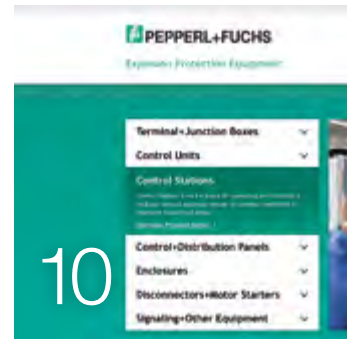 PEPPERL+FUCHS
Explosion Protection Equipment
Terminal+Junction Boxes
Control Units
Control Stations
Control+Distribution Panels
Enclosures
Disconnectors+Motor Starters
Signaling+Other Equipment
10